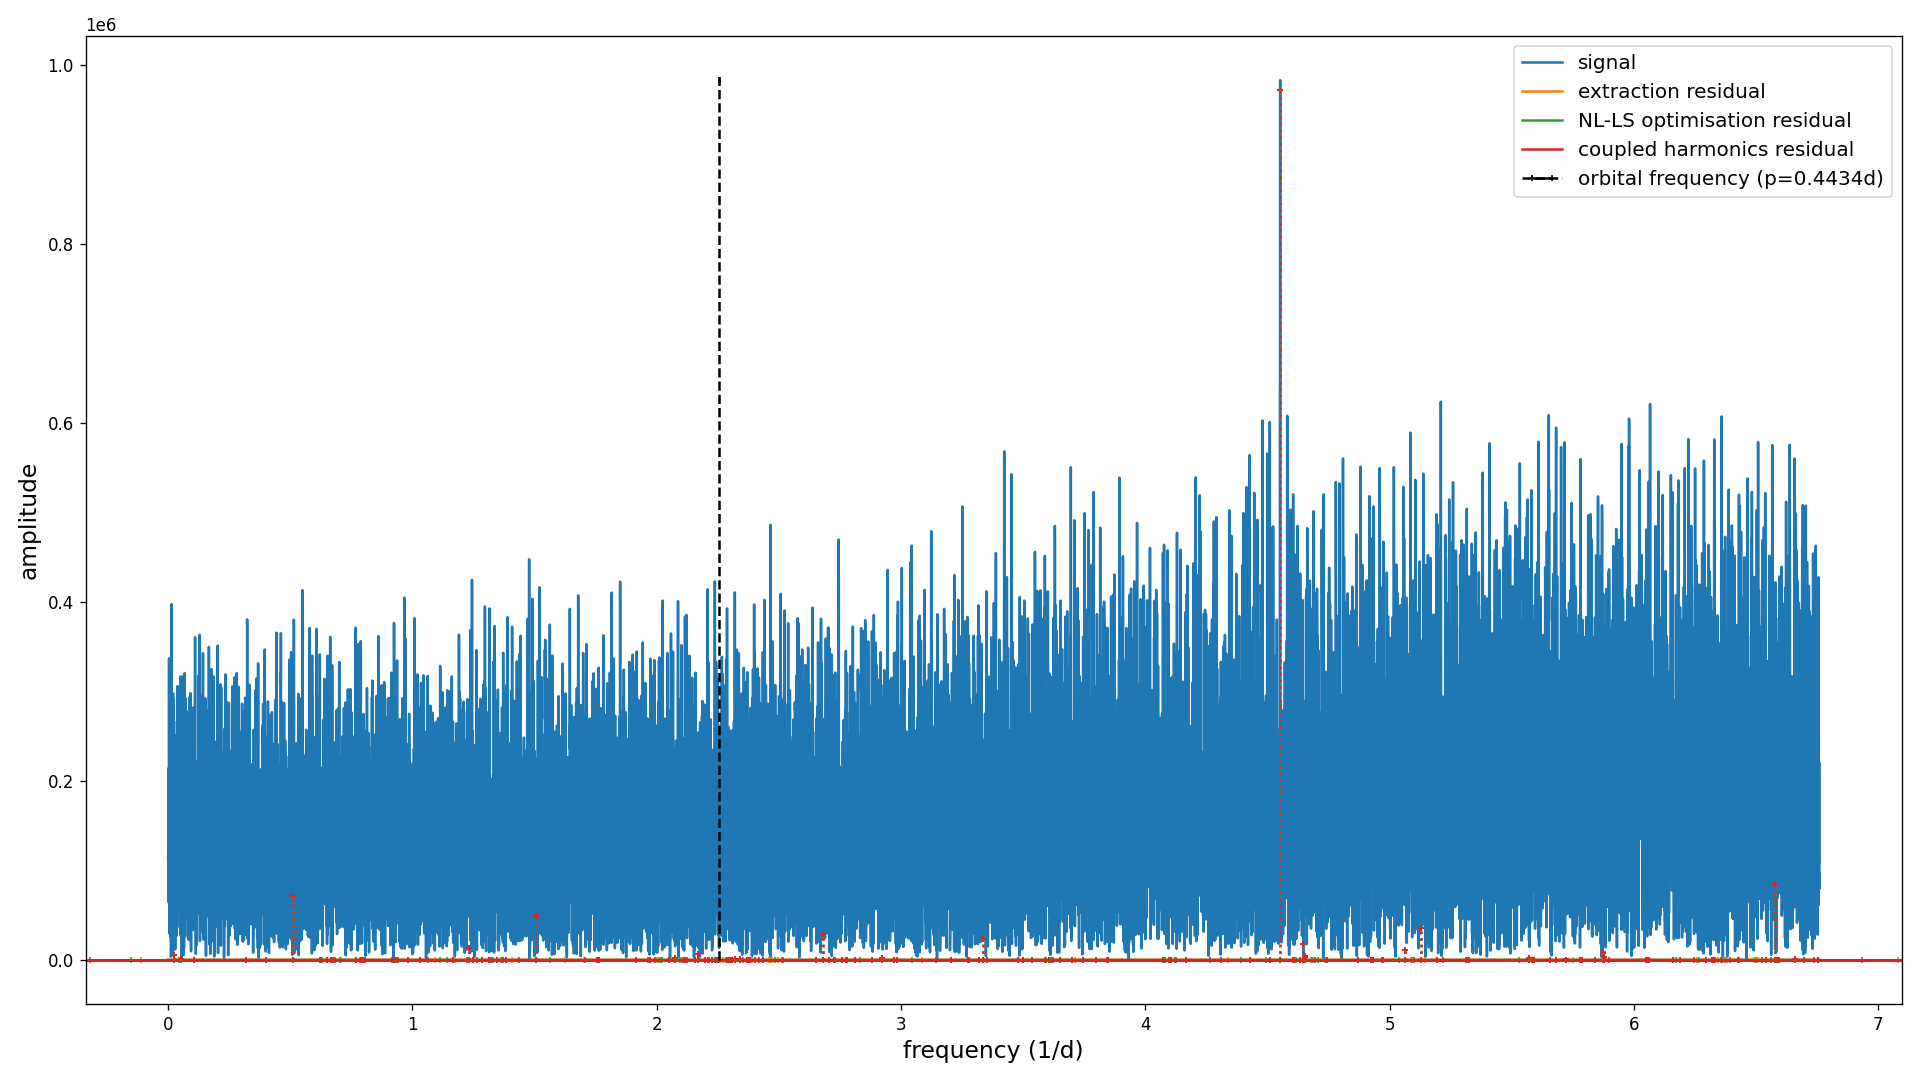 1e6
1.0
0.8
0.6
0.4
0.2
0.0
amplitude
signal
extraction residual
NL-LS optimisation residual
coupled harmonics residual
orbital frequency (p=0.4434d)
0 1 2 3 4 5 6 7
frequency (1/d)